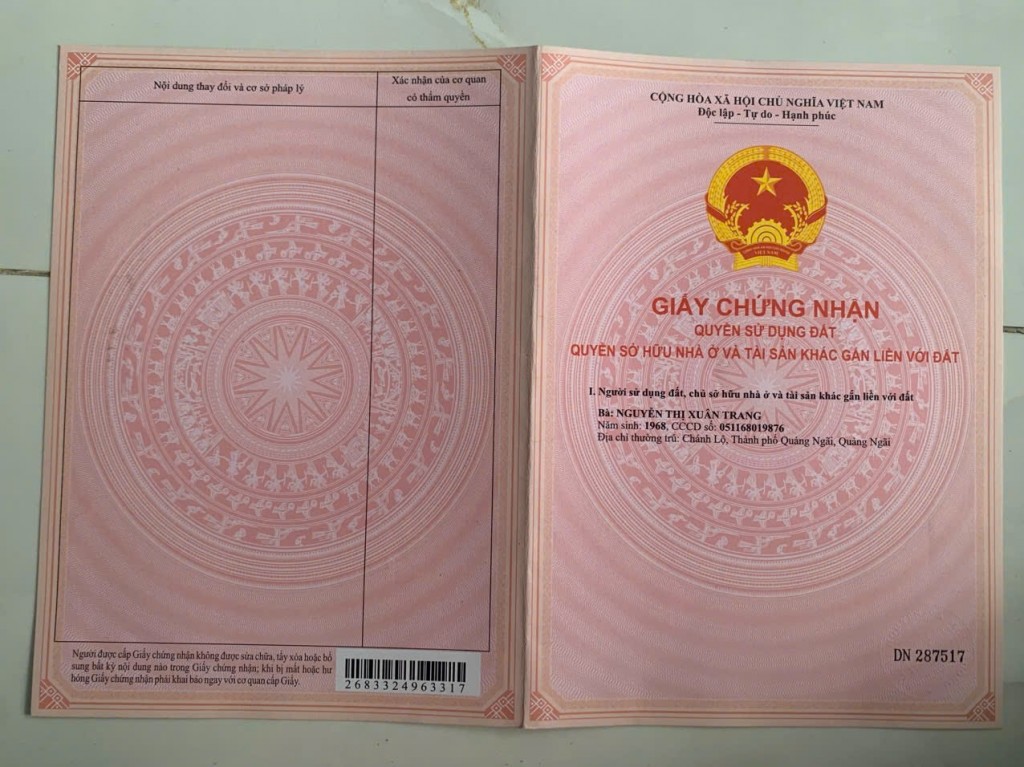 Nội dung thay đổi và cơ sở pháp lý
Xác nhận của cơ quan
có thẩm quyền
Người được cấp Giấy chứng nhận không được sửa chữa, tẩy xóa hoặc bổ
sung bất kỳ nội dung nào trong Giấy chứng nhận; khi bị mất hoặc hư
hỏng Giấy chứng nhận phải khai báo ngay với cơ quan cấp Giấy.
2683324963317
CỘNG HÒA XÃ HỘI CHỦ NGHĨA VIỆT NAM
Độc lập - Tự do - Hạnh phúc
VIỆT NAM
GIẤY CHỨNG NHẬN
QUYỀN SỬ DỤNG ĐẤT
QUYỀN SỞ HỮU NHÀ Ở VÀ TÀI SẢN KHÁC GẮN LIỀN VỚI ĐẤT
I. Người sử dụng đất, chủ sở hữu nhà ở và tài sản khác gắn liền với đất
Bà: NGUYỄN THỊ XUÂN TRANG
Năm sinh: 1968, CCCD số: 051168019876
Địa chỉ thường trú: Chánh Lộ, Thành phố Quảng Ngãi, Quảng Ngãi
DN 287517